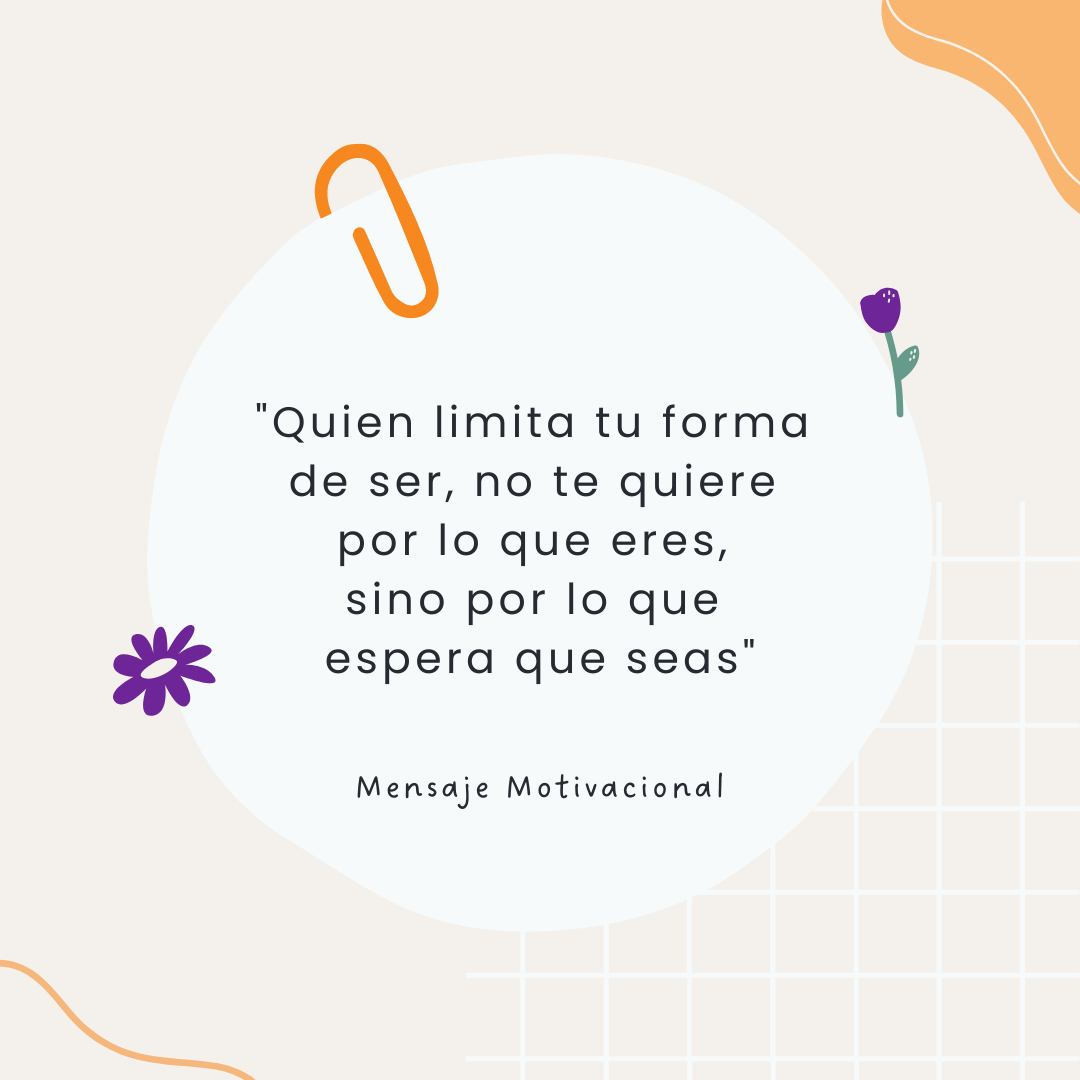 "Quien limita tu forma
de ser, no te quiere
por lo que eres,
sino por lo que
espera que seas"
Mensaje Motivacional